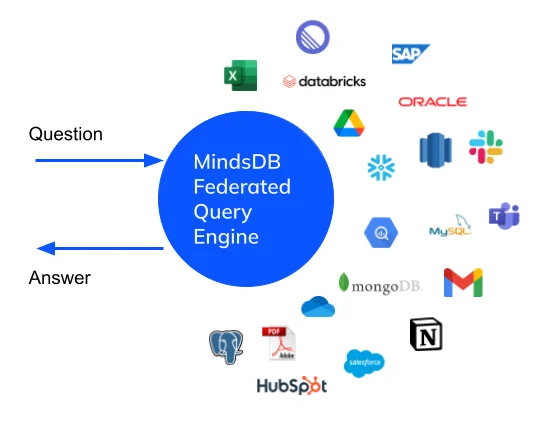 SAP
X
databricks
ORACLE
Question
MindsDB
Federated
Query
Engine
T
MySQL
Answer
mongoDB.
PDF
Adobe
N
salesforce
HubSpot